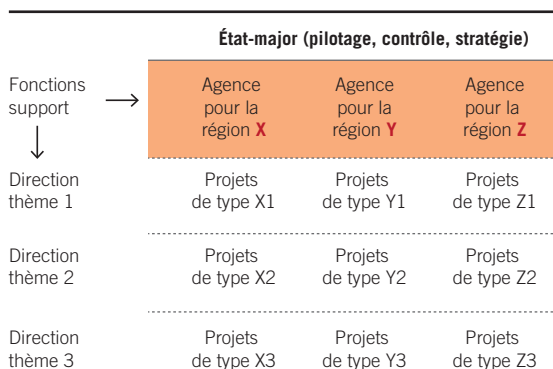 État-major (pilotage, contrôle, stratégie)
Fonctions support → Agence pour la région X Agence pour la région Y Agence pour la région Z
↓
Direction thème 1 Projets de type X1 Projets de type Y1 Projets de type Z1
Direction thème 2 Projets de type X2 Projets de type Y2 Projets de type Z2
Direction thème 3 Projets de type X3 Projets de type Y3 Projets de type Z3